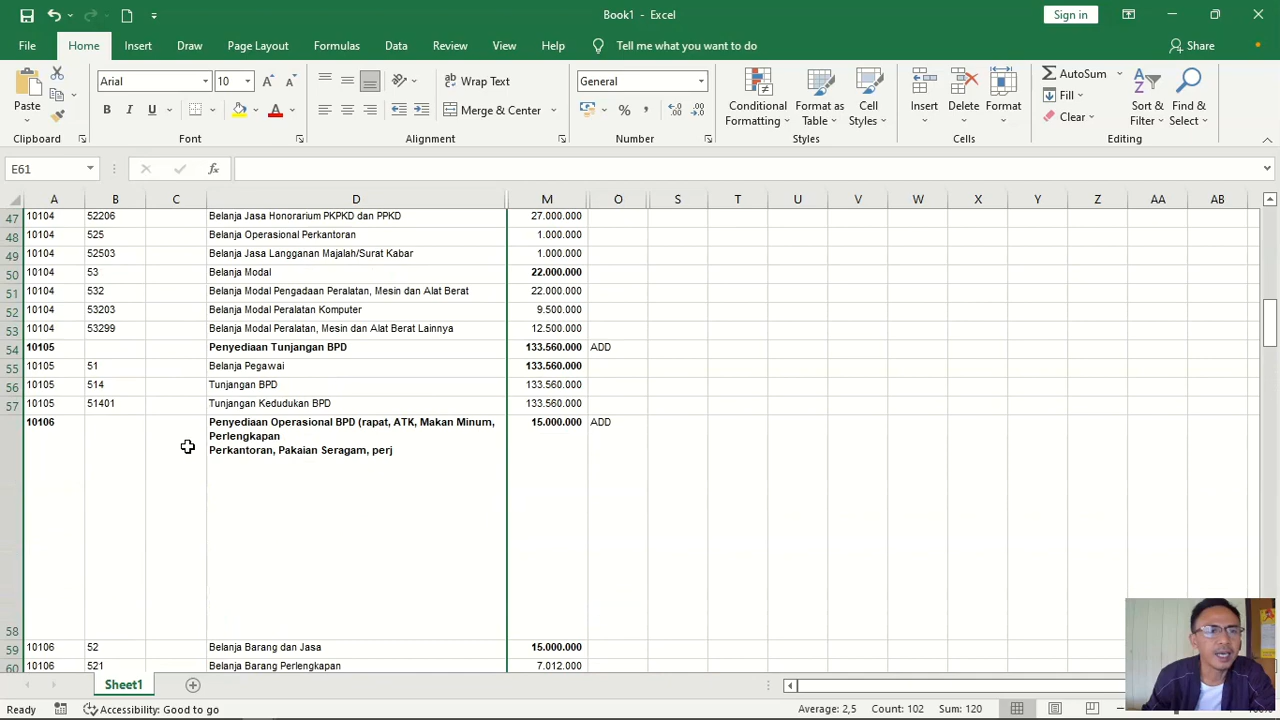 Book1 - Excel
Sign in
File Home Insert Draw Page Layout Formulas Data Review View Help Tell me what you want to do Share
Paste
Clipboard
Arial 10
B I U
A A A
Font
Wrap Text
Merge & Center
Alignment
General
% ,
Number
Conditional Formatting
Format as Table
Cell Styles
Styles
Insert Delete Format
Cells
AutoSum
Fill
Clear
Sort & Filter
Find & Select
Editing
E61 fx
A B C D M O S T U V W X Y Z AA AB
47 10104 52206 Belanja Jasa Honorarium PKPKD dan PPKD 27.000.000
48 10104 525 Belanja Operasional Perkantoran 1.000.000
49 10104 52503 Belanja Jasa Langganan Majalah/Surat Kabar 1.000.000
50 10104 53 Belanja Modal 22.000.000
51 10104 532 Belanja Modal Pengadaan Peralatan, Mesin dan Alat Berat 22.000.000
52 10104 53203 Belanja Modal Peralatan Komputer 9.500.000
53 10104 53299 Belanja Modal Peralatan, Mesin dan Alat Berat Lainnya 12.500.000
54 10105 Penyediaan Tunjangan BPD 133.560.000 ADD
55 10105 51 Belanja Pegawai 133.560.000
56 10105 514 Tunjangan BPD 133.560.000
57 10105 51401 Tunjangan Kedudukan BPD 133.560.000
10106 Penyediaan Operasional BPD (rapat, ATK, Makan Minum, 15.000.000 ADD
Perlengkapan
Perkantoran, Pakaian Seragam, perj
58
59 10106 52 Belanja Barang dan Jasa 15.000.000
60 10106 521 Belanja Barang Perlengkapan 7.012.000
Sheet1
Ready Accessibility: Good to go Average: 2,5 Count: 102 Sum: 120